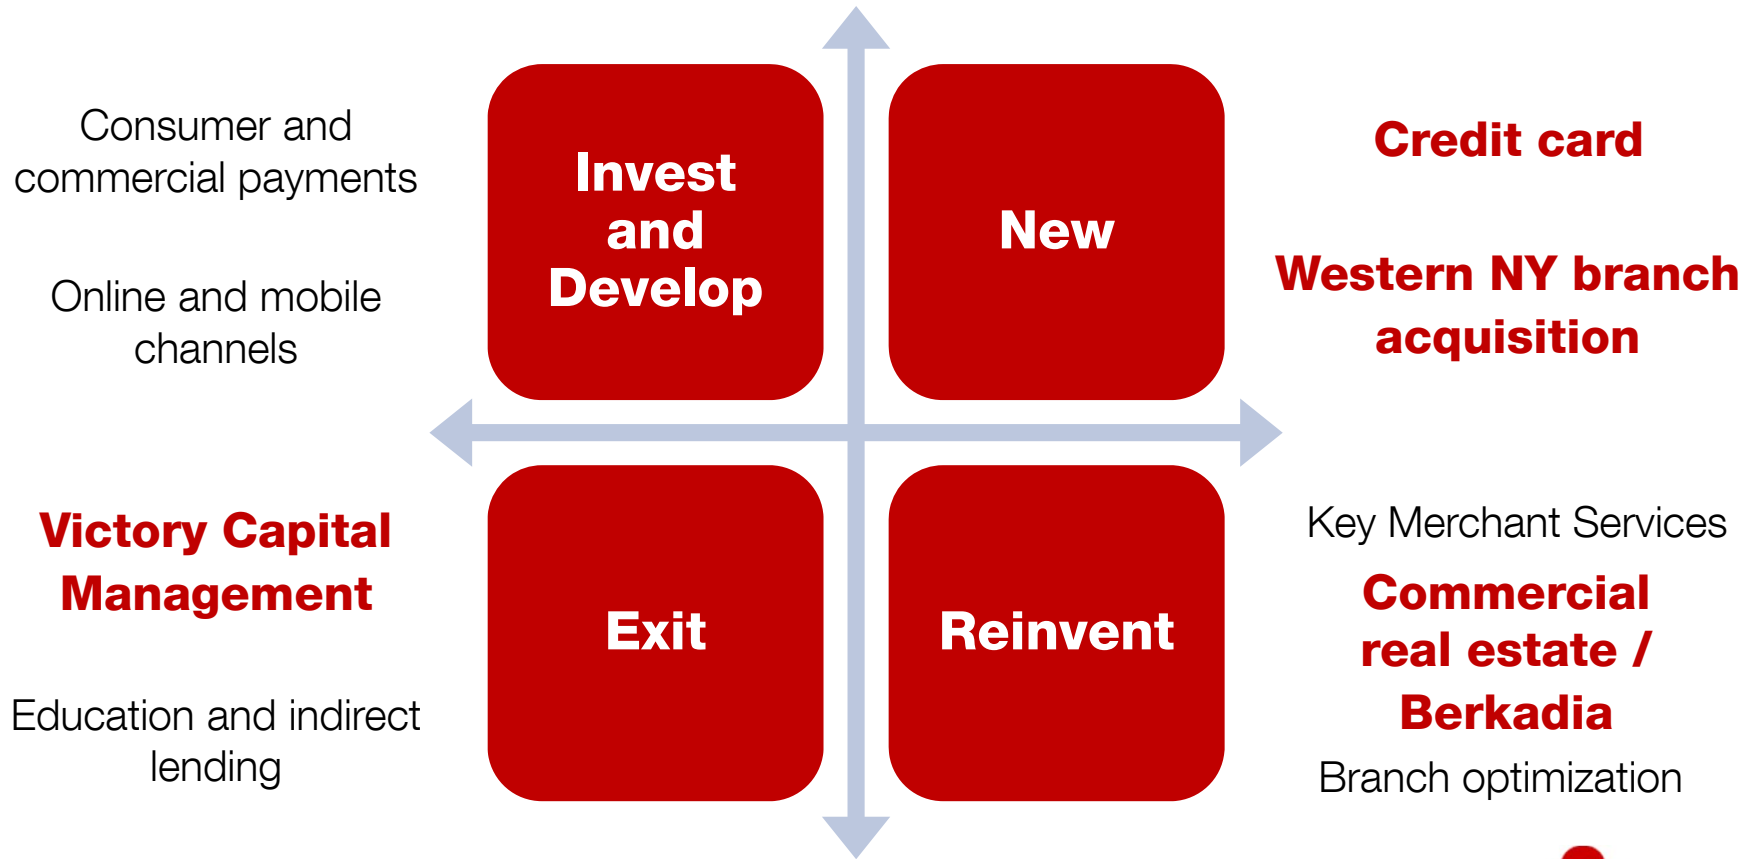 Consumer and
commercial payments
Online and mobile
channels
Invest
and
Develop
New
Credit card
Western NY branch
acquisition
Victory Capital
Management
Education and indirect
lending
Exit
Reinvent
Key Merchant Services
Commercial
real estate /
Berkadia
Branch optimization